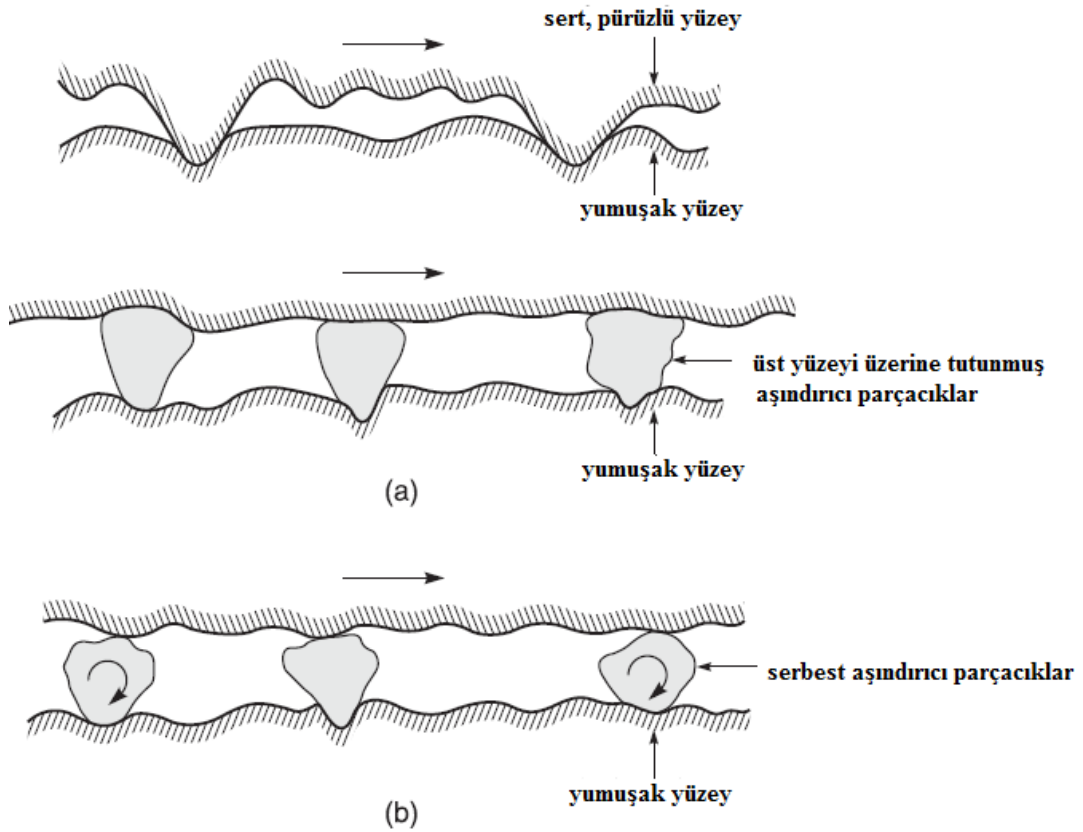 sert, pürüzlü yüzey
yumuşak yüzey
üst yüzeyi üzerine tutunmuş
aşındırıcı parçacıklar
yumuşak yüzey
(a)
serbest aşındırıcı parçacıklar
yumuşak yüzey
(b)